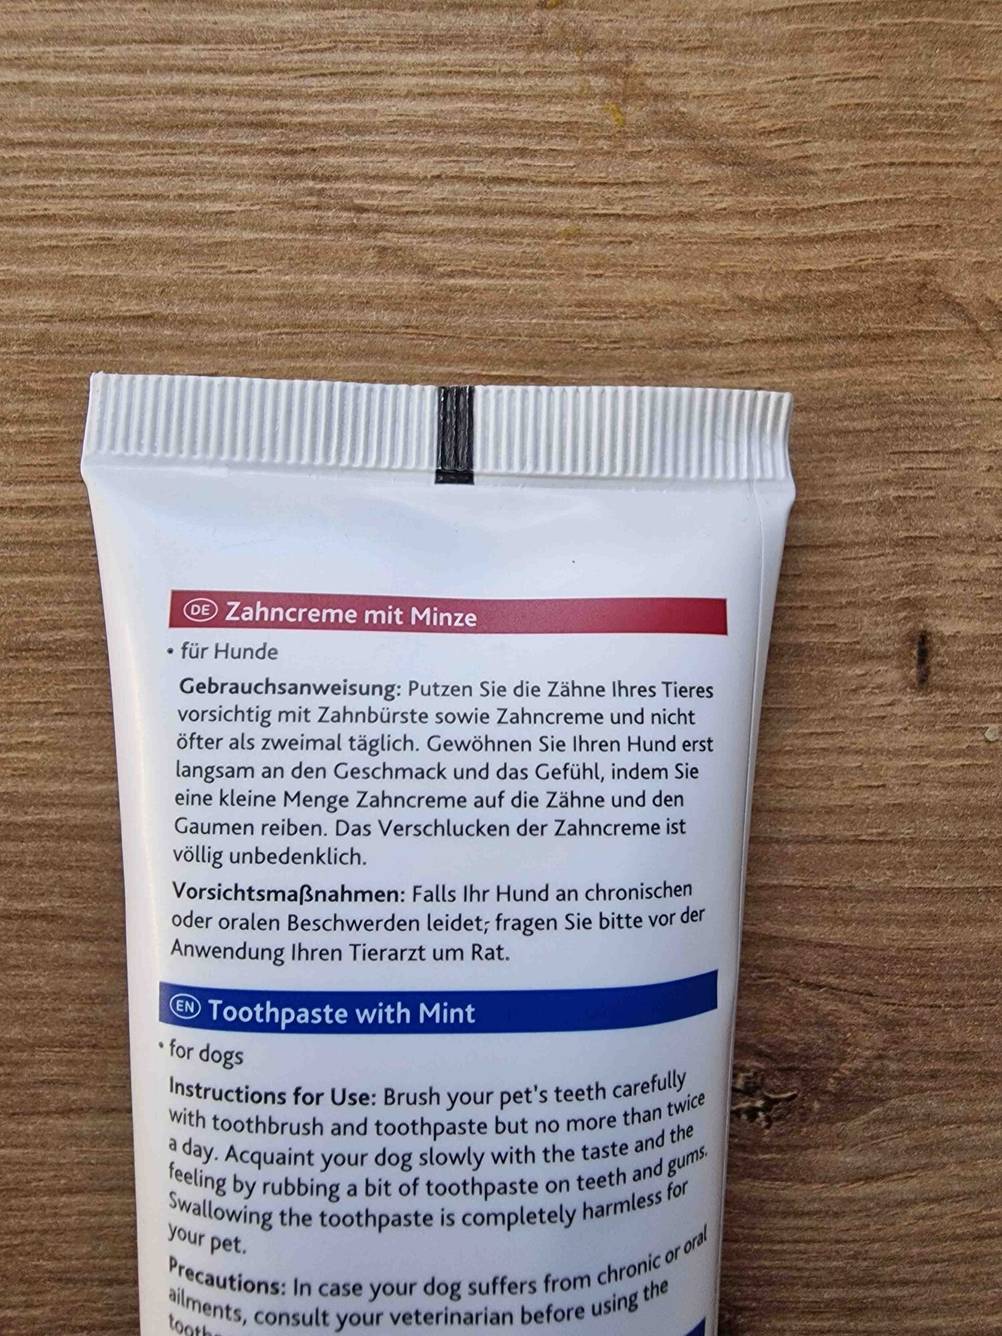 DE Zahncreme mit Minze
• für Hunde
Gebrauchsanweisung: Putzen Sie die Zähne Ihres Tieres
vorsichtig mit Zahnbürste sowie Zahncreme und nicht
öfter als zweimal täglich. Gewöhnen Sie Ihren Hund erst
langsam an den Geschmack und das Gefühl, indem Sie
eine kleine Menge Zahncreme auf die Zähne und den
Gaumen reiben. Das Verschlucken der Zahncreme ist
völlig unbedenklich.
Vorsichtsmaßnahmen: Falls Ihr Hund an chronischen
oder oralen Beschwerden leidet, fragen Sie bitte vor der
Anwendung Ihren Tierarzt um Rat.
EN Toothpaste with Mint
• for dogs
Instructions for Use: Brush your pet's teeth carefully
with toothbrush and toothpaste but no more than twice
a day. Acquaint your dog slowly with the taste and the
feeling by rubbing a bit of toothpaste on teeth and gums.
Swallowing the toothpaste is completely harmless for
your pet.
Precautions: In case your dog suffers from chronic or oral
ailments, consult your veterinarian before using the